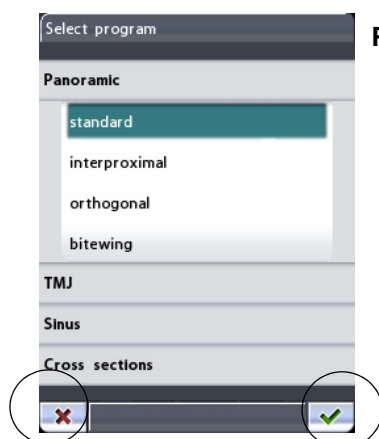 Select program
Panoramic
standard
interproximal
orthogonal
bitewing
TMJ
Sinus
Cross sections